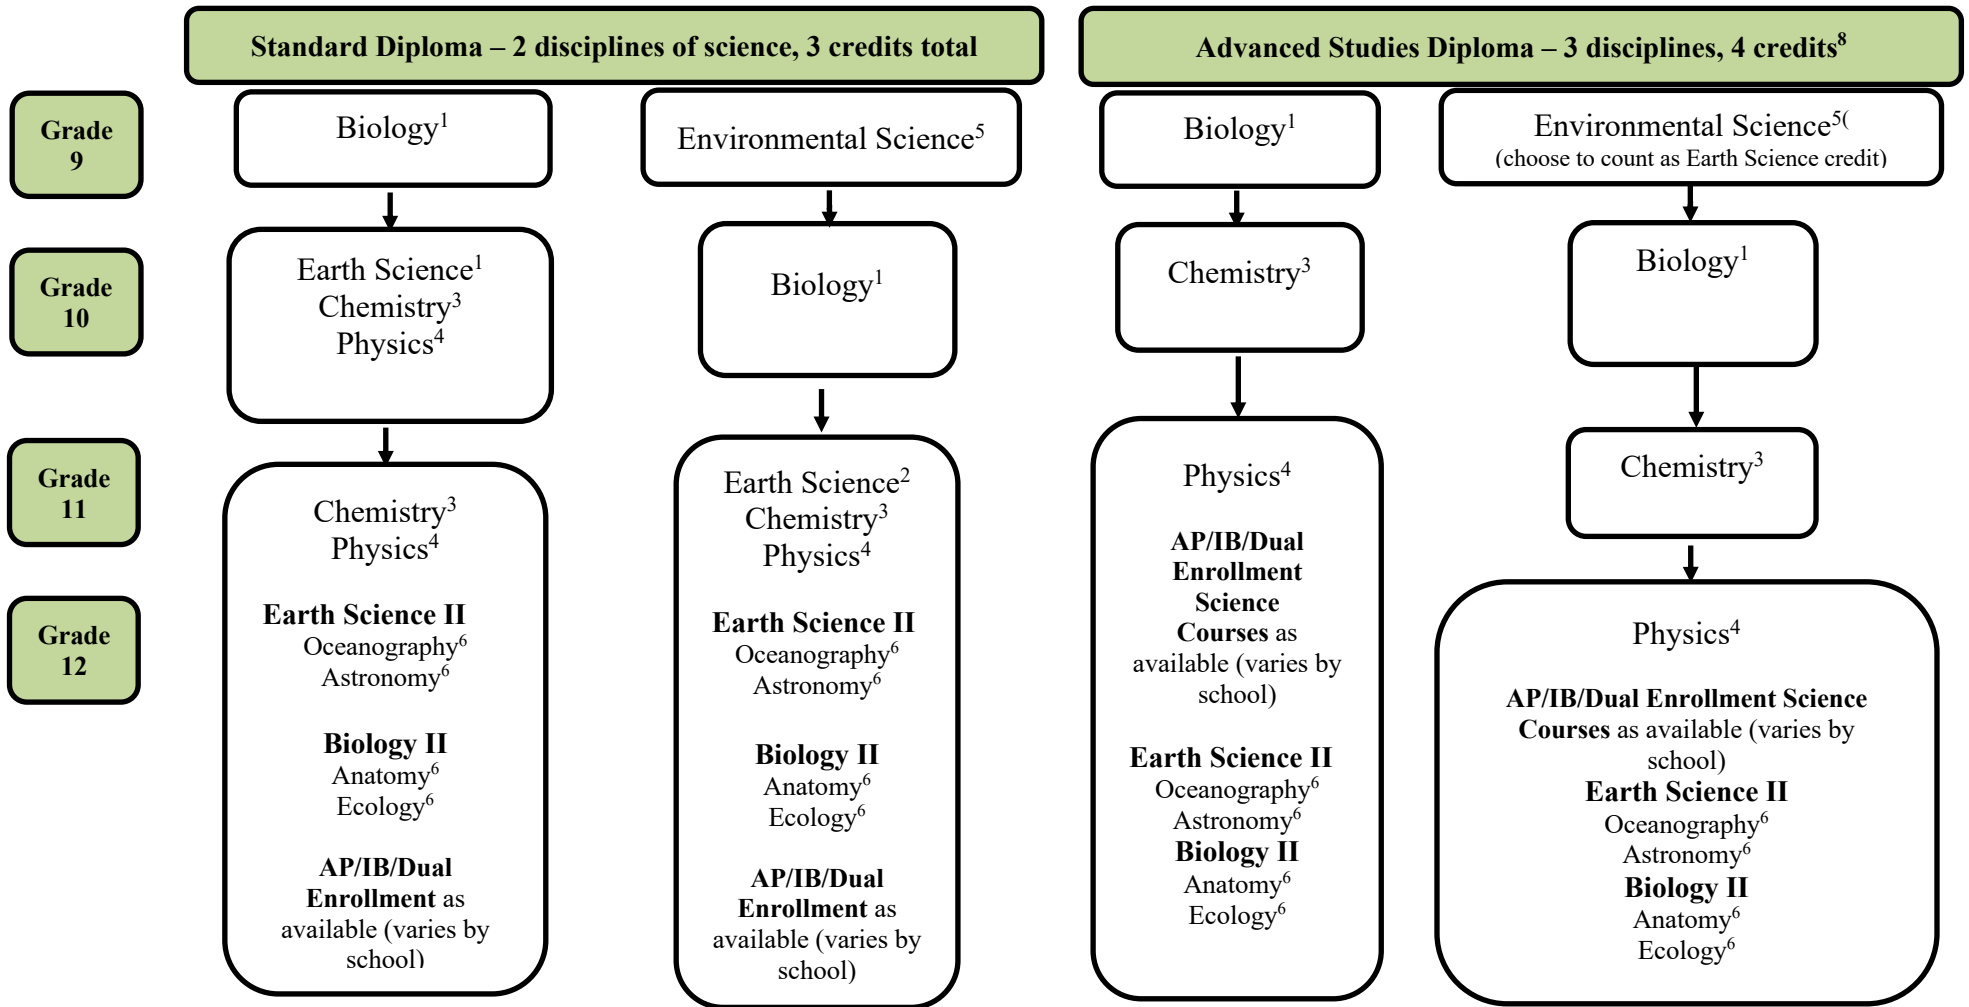 Standard Diploma – 2 disciplines of science, 3 credits total
Advanced Studies Diploma – 3 disciplines, 4 credits⁸
Grade
9
Biology¹
Environmental Science⁵
Biology¹
Environmental Science⁵⁽
(choose to count as Earth Science credit)
Grade
10
Earth Science¹
Chemistry³
Physics⁴
Biology¹
Chemistry³
Biology¹
Grade
11
Grade
12
Chemistry³
Physics⁴
Earth Science II
Oceanography⁶
Astronomy⁶
Biology II
Anatomy⁶
Ecology⁶
AP/IB/Dual
Enrollment as
available (varies by
school)
Earth Science²
Chemistry³
Physics⁴
Earth Science II
Oceanography⁶
Astronomy⁶
Biology II
Anatomy⁶
Ecology⁶
AP/IB/Dual
Enrollment as
available (varies by
school)
Physics⁴
AP/IB/Dual
Enrollment
Science
Courses as
available (varies by
school)
Earth Science II
Oceanography⁶
Astronomy⁶
Biology II
Anatomy⁶
Ecology⁶
Chemistry³
Physics⁴
AP/IB/Dual Enrollment Science
Courses as available (varies by
school)
Earth Science II
Oceanography⁶
Astronomy⁶
Biology II
Anatomy⁶
Ecology⁶